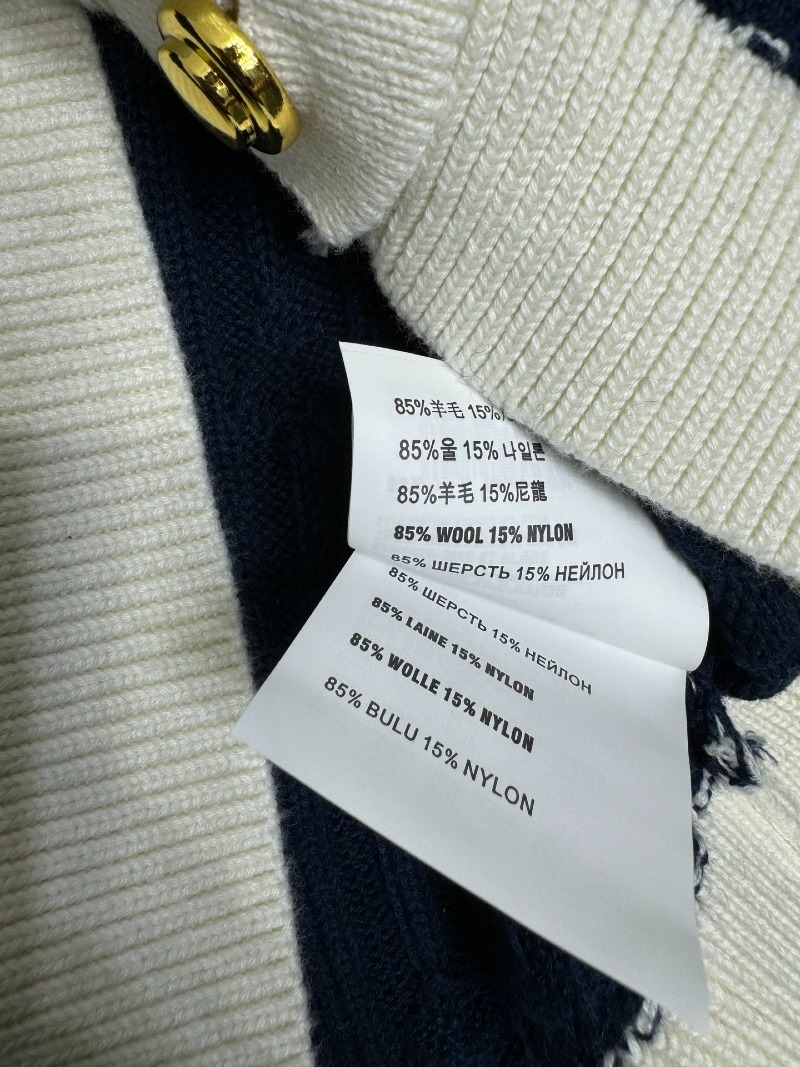 85%羊毛 15%
85%울 15% 나일론
85%羊毛 15%尼龍
85% WOOL 15% NYLON
85% ШЕРСТЬ 15% НЕЙЛОН
85% ШЕРСТЬ 15% НЕЙЛОН
85% LAINE 15% NYLON
85% WOLLE 15% NYLON
85% BULU 15% NYLON